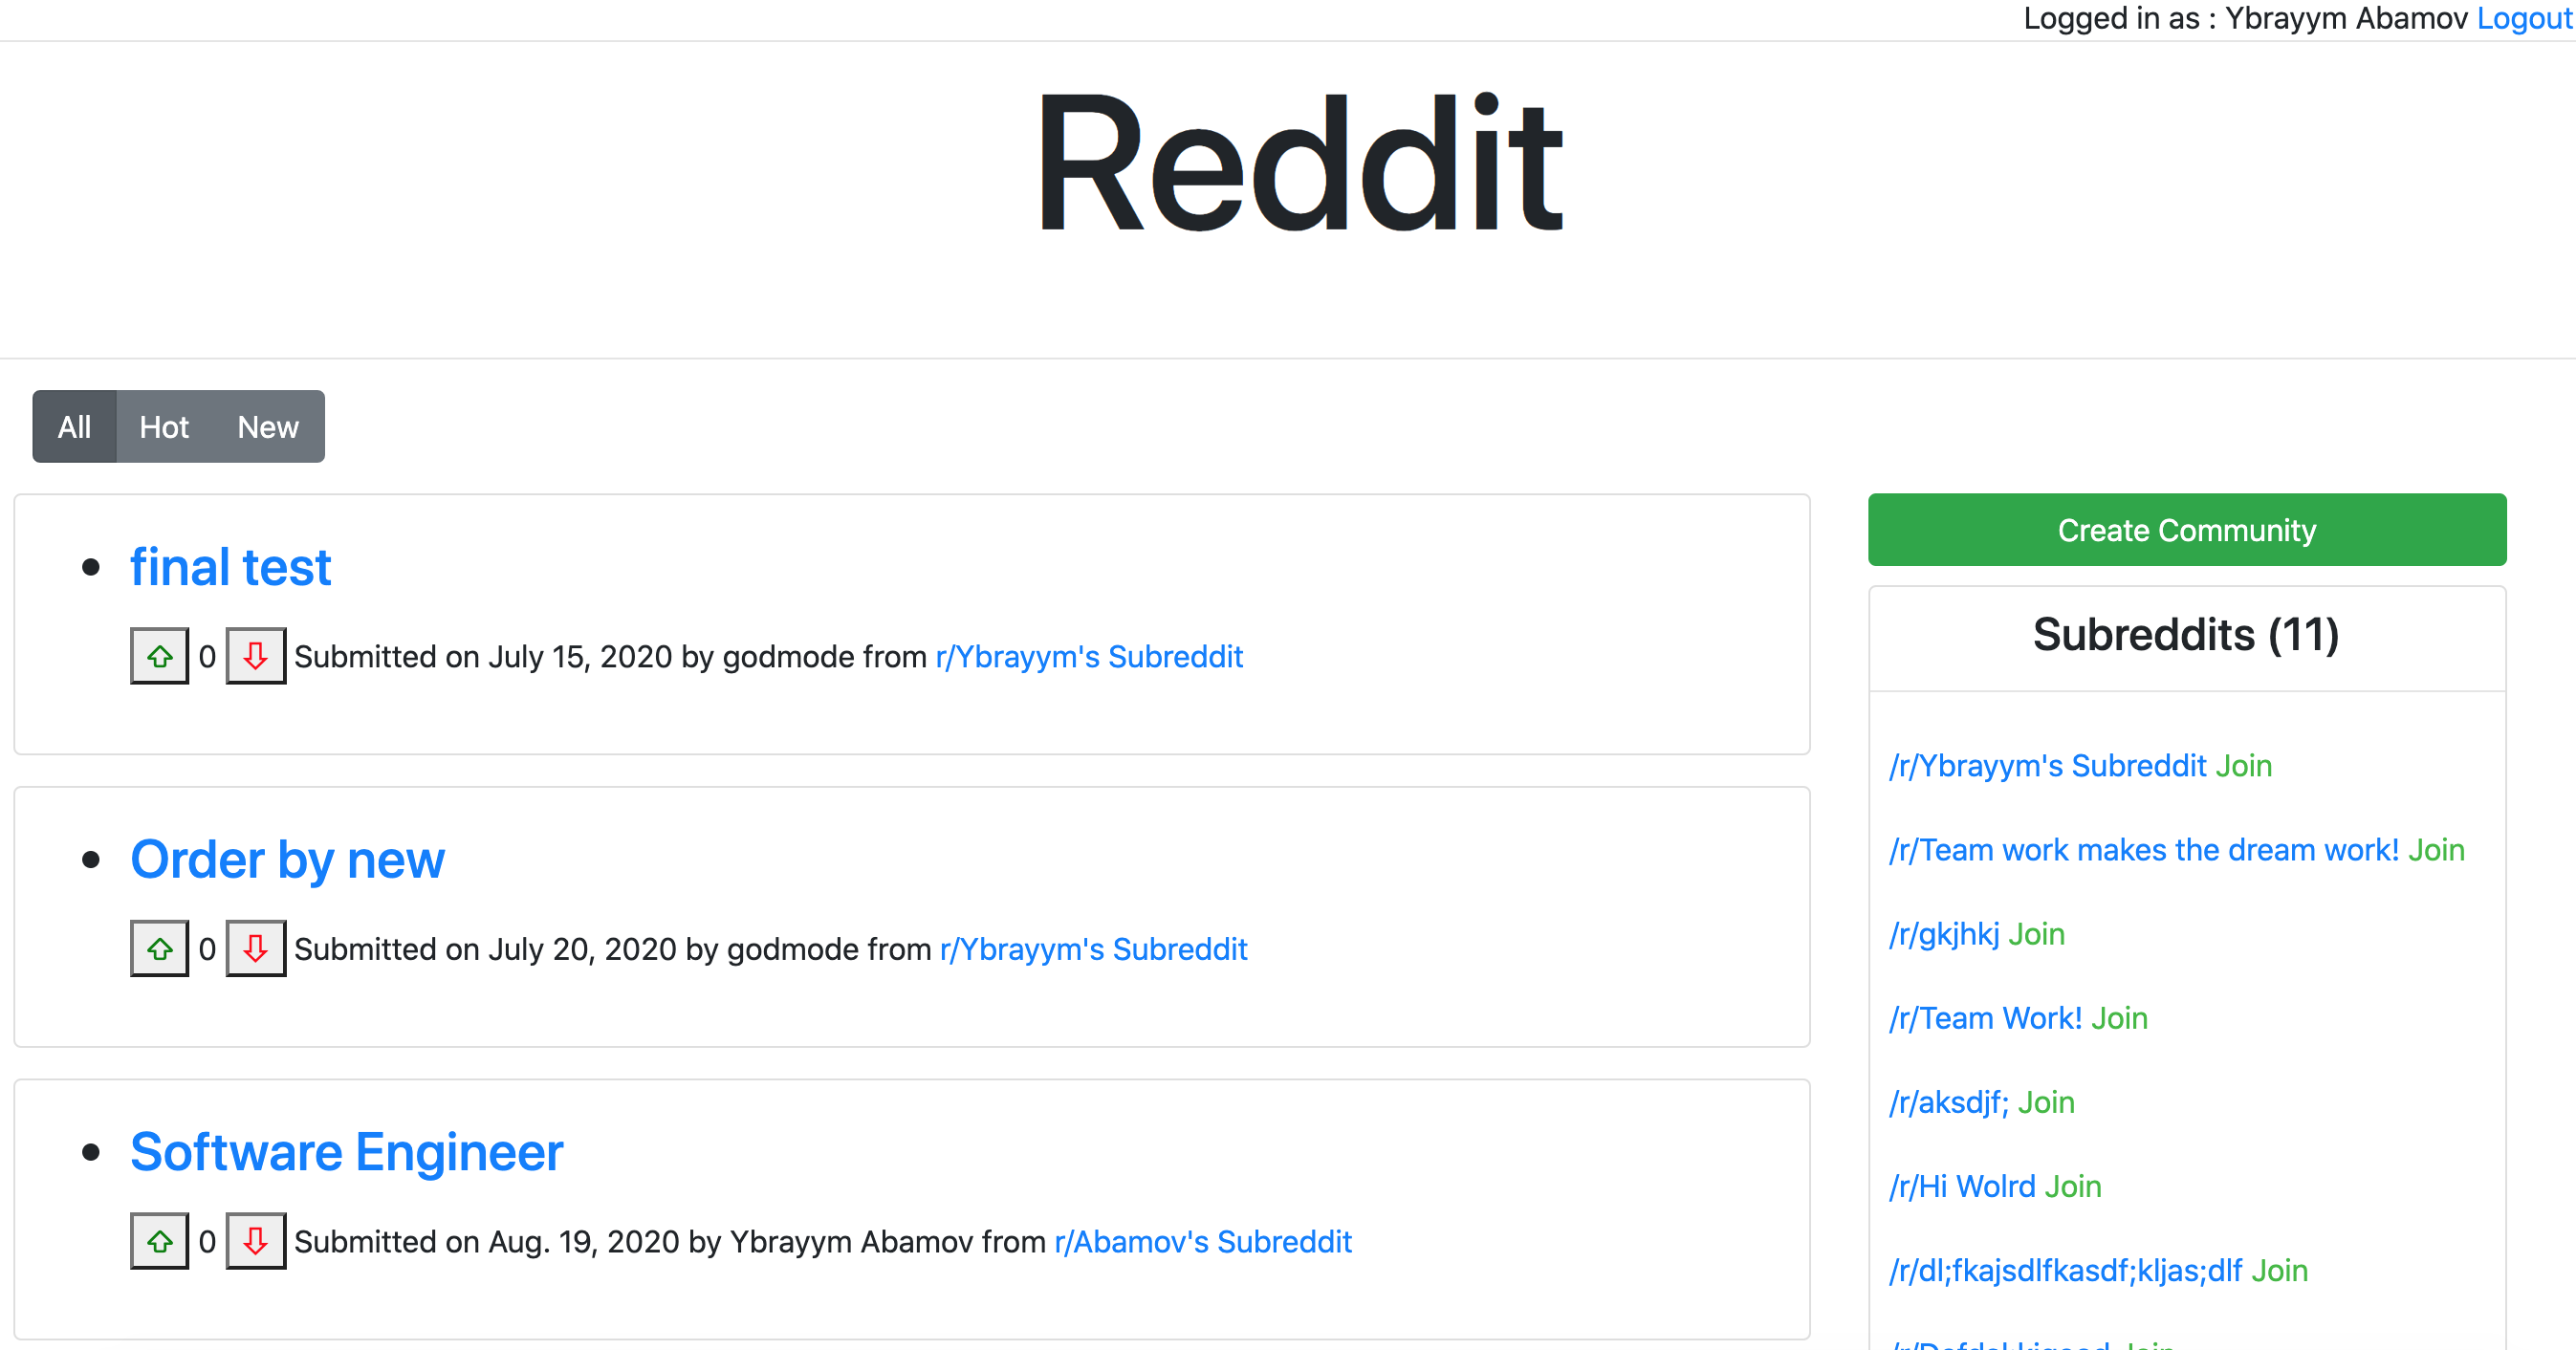 Logged in as : Ybrayym Abamov Logout
Reddit
All Hot New
final test
0 Submitted on July 15, 2020 by godmode from r/Ybrayym's Subreddit
Order by new
0 Submitted on July 20, 2020 by godmode from r/Ybrayym's Subreddit
Software Engineer
0 Submitted on Aug. 19, 2020 by Ybrayym Abamov from r/Abamov's Subreddit
Create Community
Subreddits (11)
/r/Ybrayym's Subreddit Join
/r/Team work makes the dream work! Join
/r/gkjhkj Join
/r/Team Work! Join
/r/aksdjf; Join
/r/Hi Wolrd Join
/r/dl;fkajsdlfkasdf;kljas;dlf Join
Join